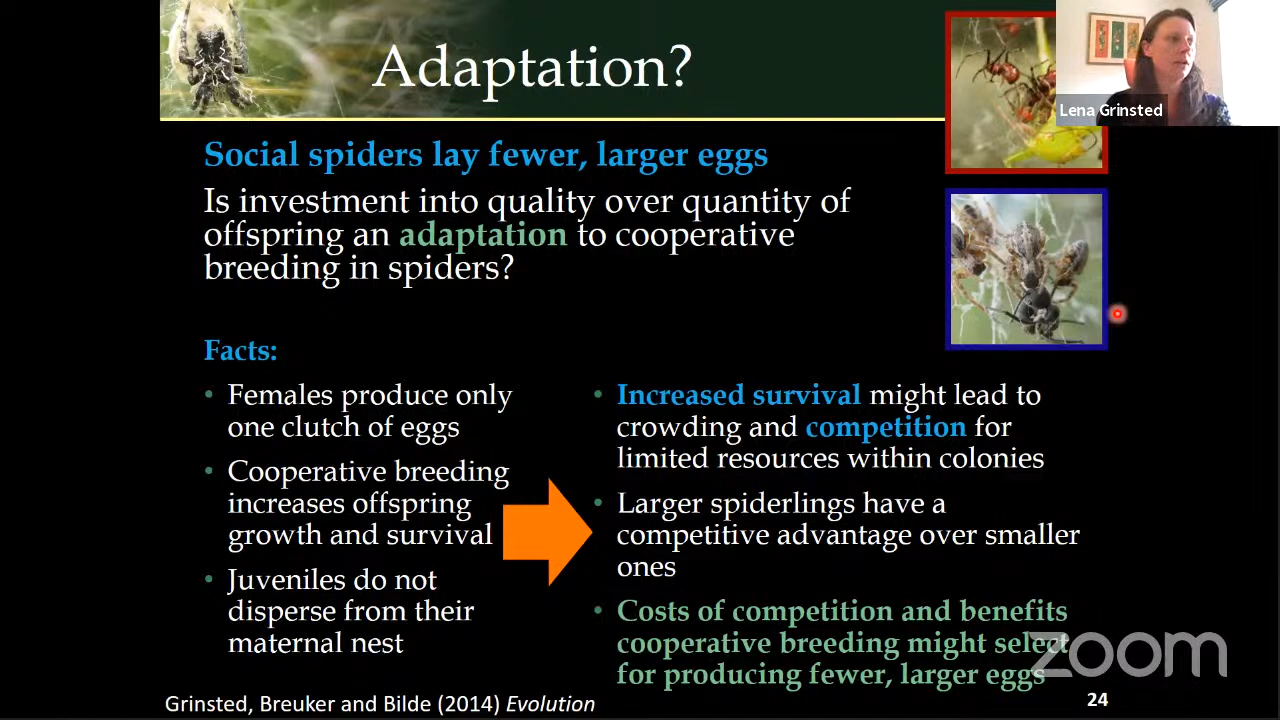 Adaptation?
Lena Grinsted
Social spiders lay fewer, larger eggs
Is investment into quality over quantity of
offspring an adaptation to cooperative
breeding in spiders?
Facts:
• Females produce only
one clutch of eggs
• Cooperative breeding
increases offspring
growth and survival
• Juveniles do not
disperse from their
maternal nest
• Increased survival might lead to
crowding and competition for
limited resources within colonies
• Larger spiderlings have a
competitive advantage over smaller
ones
• Costs of competition and benefits
cooperative breeding might select
for producing fewer, larger eggs
zoom
Grinsted, Breuker and Bilde (2014) Evolution
24